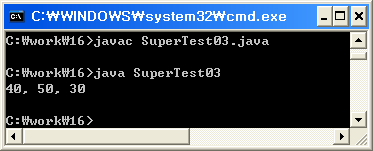 C:₩WINDOWS₩system32₩cmd.exe
C:₩work₩16>javac SuperTest03.java
C:₩work₩16>java SuperTest03
40, 50, 30
C:₩work₩16>